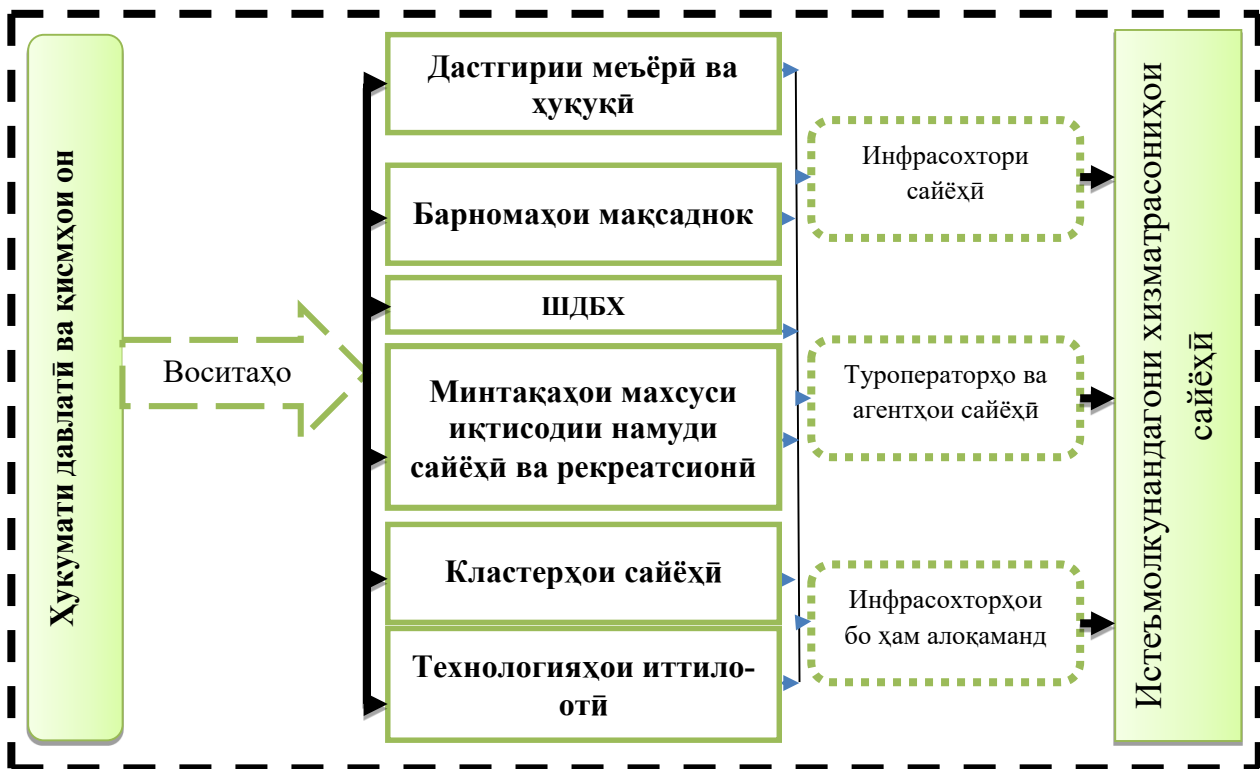 Ҳукумати давлатӣ ва қисмҳои он
Воситаҳо
Дастгирии меъёрӣ ва
ҳуқуқӣ
Барномаҳои мақсаднок
ШДБХ
Минтақаҳои махсуси
иқтисодии намуди
сайёҳӣ ва рекреатсионӣ
Кластерҳои сайёҳӣ
Технологияҳои иттило-
отӣ
Инфрасохтори
сайёҳӣ
Туроператорҳо ва
агентҳои сайёҳӣ
Инфрасохторҳои
бо ҳам алоқаманд
Истеъмолкунандагони хизматрасониҳои
сайёҳӣ